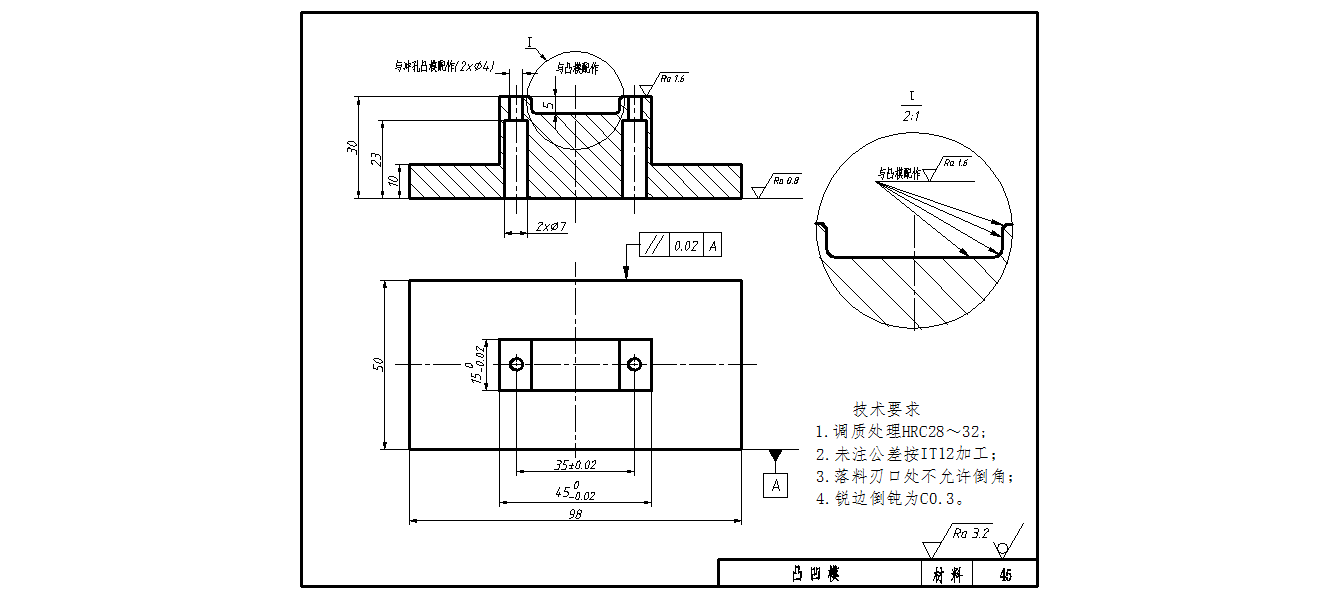 I
与冲孔凸模配作(2xØ4)
与凸模配作
Ra 1.6
5
30
23
10
Ra 0.8
2xØ7
// 0.02 A
I
2:1
与凸模配作
Ra 1.6
50
15 0 -0.02
35±0.02
45 0 -0.02
98
A
技术要求
1.调质处理HRC28～32;
2.未注公差按IT12加工;
3.落料刃口处不允许倒角;
4.锐边倒钝为C0.3。
Ra 3.2
凸凹模 材料 45